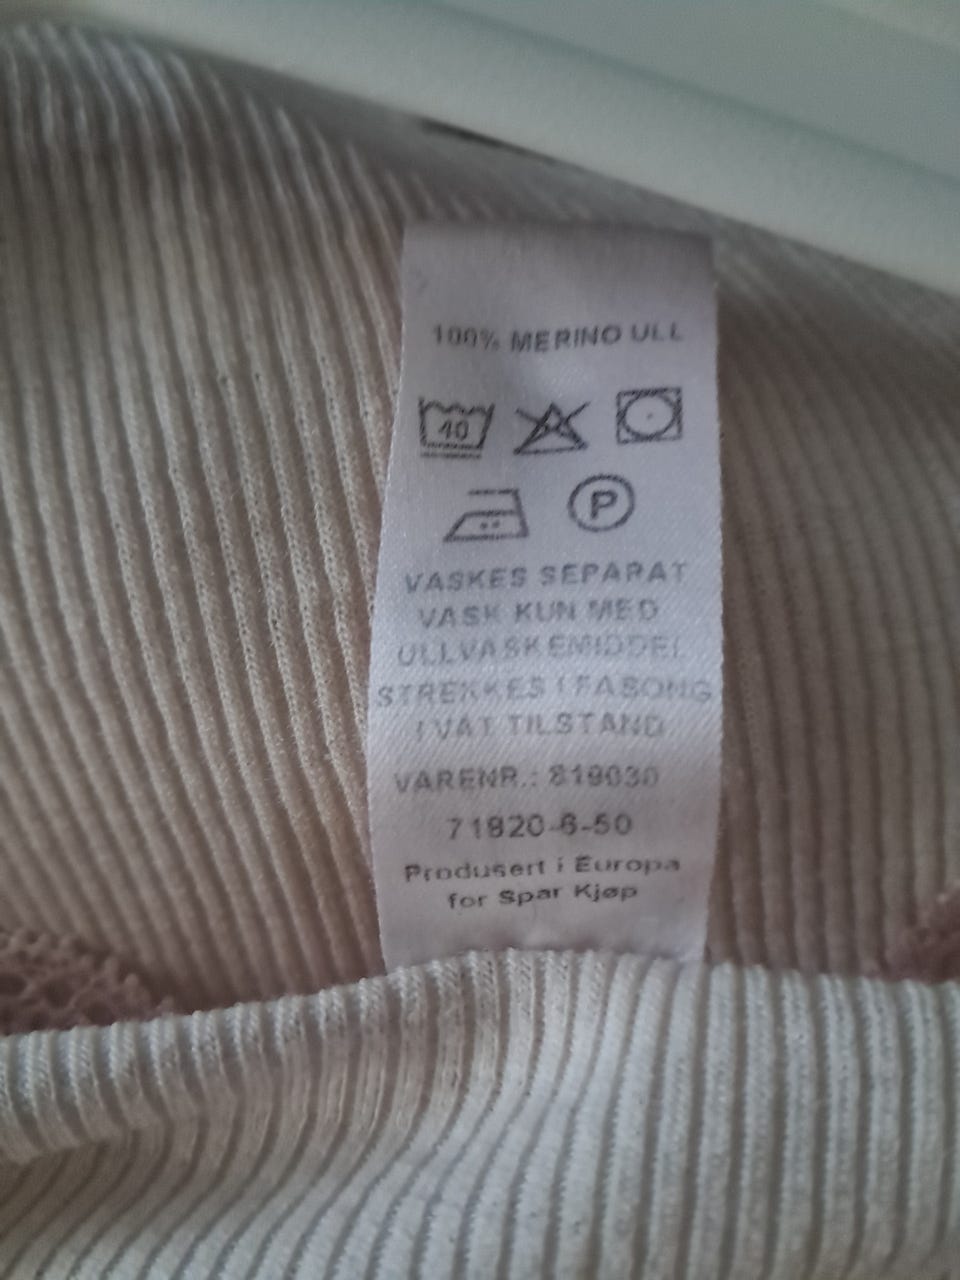 100% MERINO ULL
40
P
VASKES SEPARAT
VASK KUN MED
ULLVASKEMIDDEL
STREKKES I FASONG
I VÅT TILSTAND
VARENR.: 819030
71820-6-50
Produsert i Europa
for Spar Kjøp